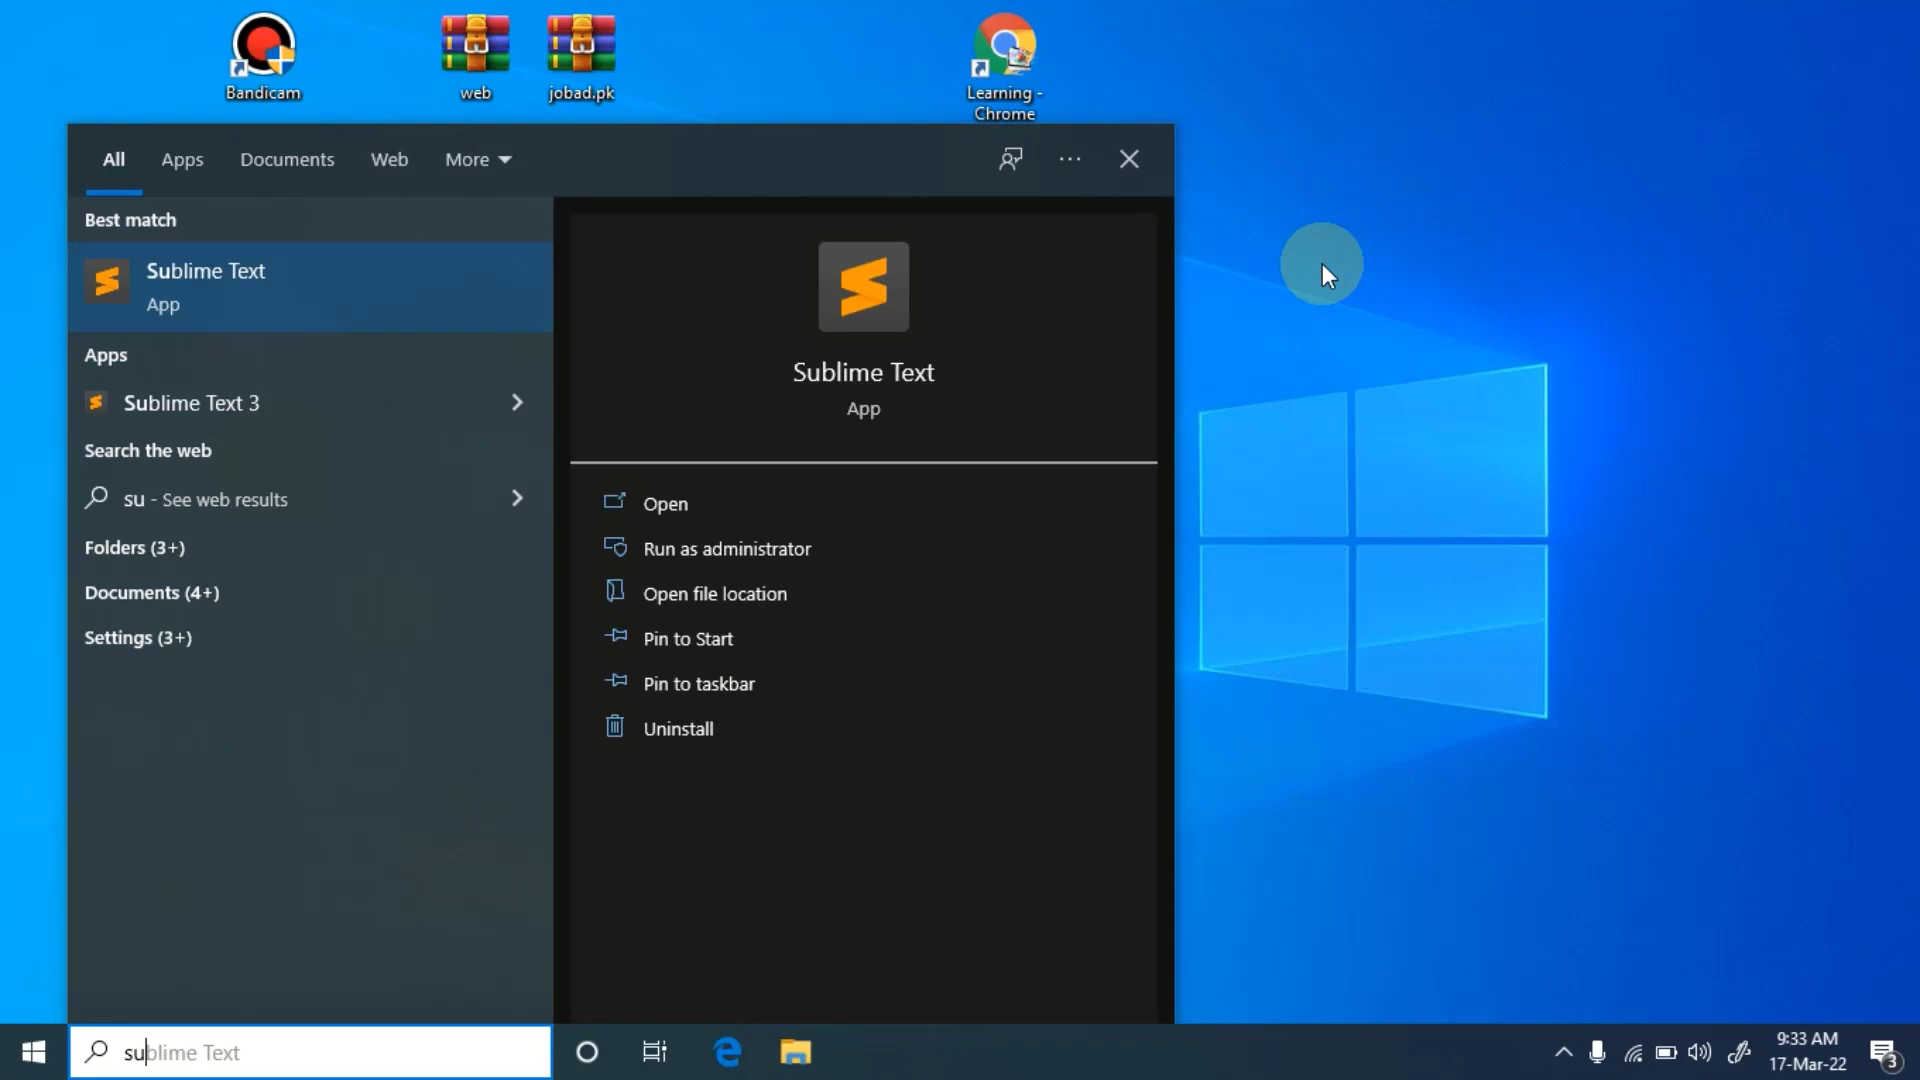 Bandicam
web
jobad.pk
Learning -
Chrome
All Apps Documents Web More
Best match
Sublime Text
App
Apps
Sublime Text 3
Search the web
su - See web results
Folders (3+)
Documents (4+)
Settings (3+)
Sublime Text
App
Open
Run as administrator
Open file location
Pin to Start
Pin to taskbar
Uninstall
sublime Text
9:33 AM
17-Mar-22
3